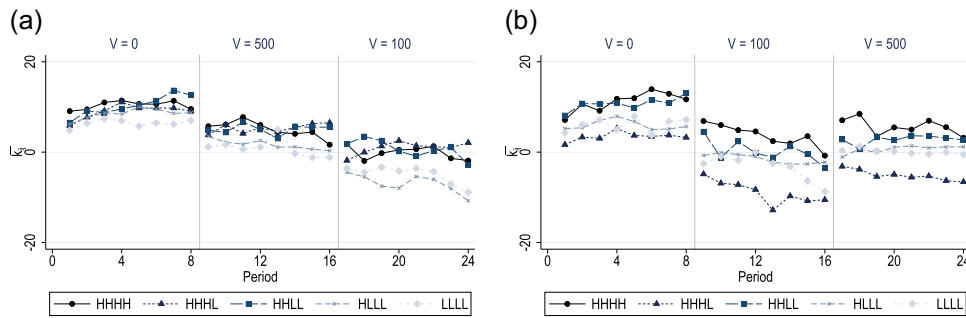 (a)
V = 0 V = 500 V = 100
20
0
-20
0 4 8 12 16 20 24
Period
HHHH HHHL HHLL HLLL LLLL
(b)
V = 0 V = 100 V = 500
20
0
-20
0 4 8 12 16 20 24
Period
HHHH HHHL HHLL HLLL LLLL